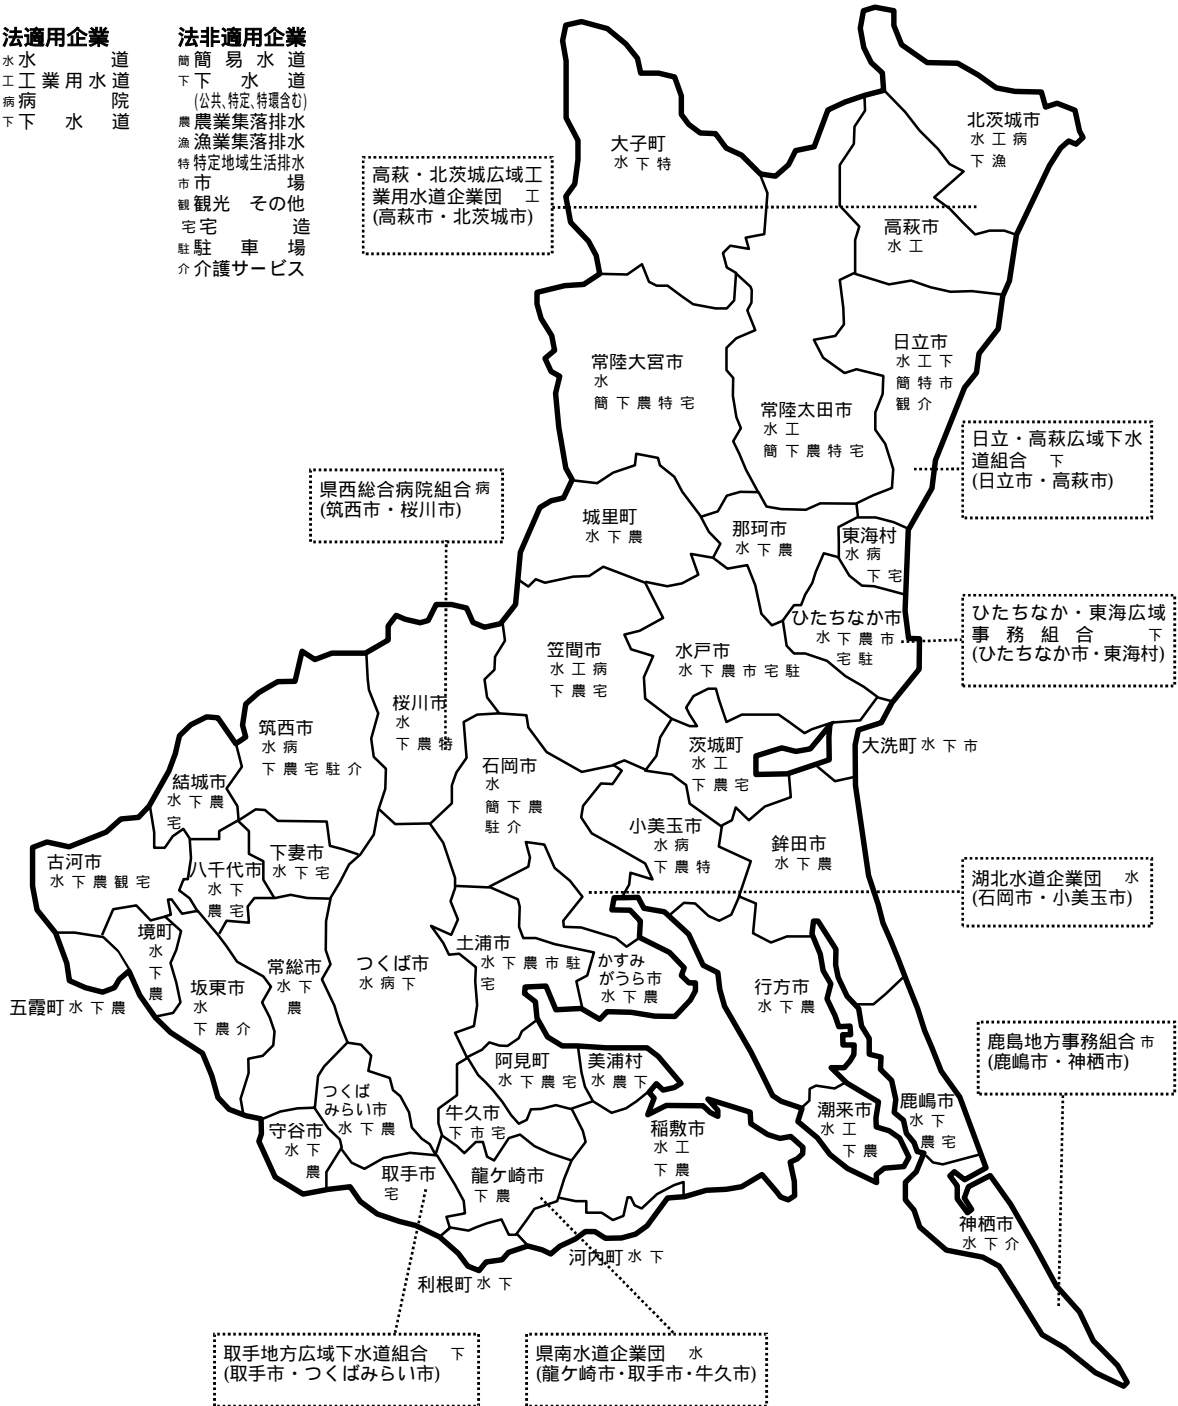 法適用企業
水 水道
工 工業用水道
病 病院
下 下水道
法非適用企業
簡 簡易水道
下 下水道
(公共、特定、特環含む)
農 農業集落排水
漁 漁業集落排水
特 特定地域生活排水
市 市場
観 観光 その他
宅 宅造
駐 駐車場
介 介護サービス
大子町
水 下 特
北茨城市
水 工 病
下 漁
高萩・北茨城広域工
業用水道企業団 工
(高萩市・北茨城市)
高萩市
水 工
日立市
水 工 下
簡 特 市
観 介
常陸大宮市
水
簡 下 農 特 宅
常陸太田市
水 工
簡 下 農 特 宅
日立・高萩広域下水
道組合 下
(日立市・高萩市)
県西総合病院組合 病
(筑西市・桜川市)
城里町
水 下 農
那珂市
水 下 農
東海村
水 病
下 宅
ひたちなか・東海広域
事務組合 下
(ひたちなか市・東海村)
ひたちなか市
水 下 農 市
宅 駐
笠間市
水 工 病
下 農 宅
水戸市
水 下 農 市 宅 駐
桜川市
水
下 農 特
筑西市
水 病
下 農 宅 駐 介
茨城町
水 工
下 農 宅
大洗町 水 下 市
石岡市
水
簡 下 農
駐 介
結城市
水 下 農
宅
小美玉市
水 病
下 農 特
鉾田市
水 下 農
古河市
水 下 農 観 宅
八千代市
水 下
農 宅
下妻市
水 下 宅
湖北水道企業団 水
(石岡市・小美玉市)
境町
水
下
農
土浦市
水 下 農 市 駐
宅
かすみ
がうら市
水 下 農
常総市
水 下
農
つくば市
水 病 下
坂東市
水
下 農 介
行方市
水 下 農
五霞町 水 下 農
鹿島地方事務組合 市
(鹿嶋市・神栖市)
阿見町
水 下 農 宅
美浦村
水 農 下
つくば
みらい市
水 下 農
牛久市
下 市 宅
守谷市
水 下
農
稲敷市
水 工
下 農
潮来市
水 工
下 農
鹿嶋市
水 下
農 宅
取手市
宅
龍ケ崎市
下 農
神栖市
水 下 介
河内町 水 下
利根町 水 下
取手地方広域下水道組合 下
(取手市・つくばみらい市)
県南水道企業団 水
(龍ケ崎市・取手市・牛久市)